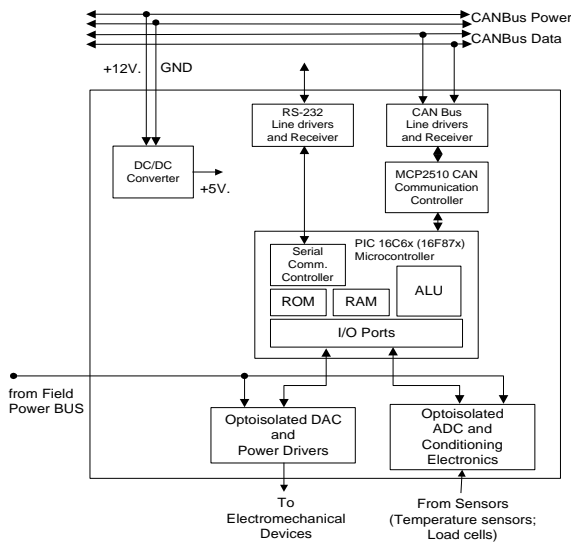 CANBus Power
CANBus Data
+12V.
GND
RS-232
Line drivers
and Receiver
CAN Bus
Line drivers
and Receiver
DC/DC
Converter
+5V.
MCP2510 CAN
Communication
Controller
PIC 16C6x (16F87x)
Microcontroller
Serial
Comm.
Controller
ROM
RAM
ALU
I/O Ports
from Field
Power BUS
Optoisolated DAC
and
Power Drivers
Optoisolated
ADC and
Conditioning
Electronics
To
Electromechanical
Devices
From Sensors
(Temperature sensors;
Load cells)